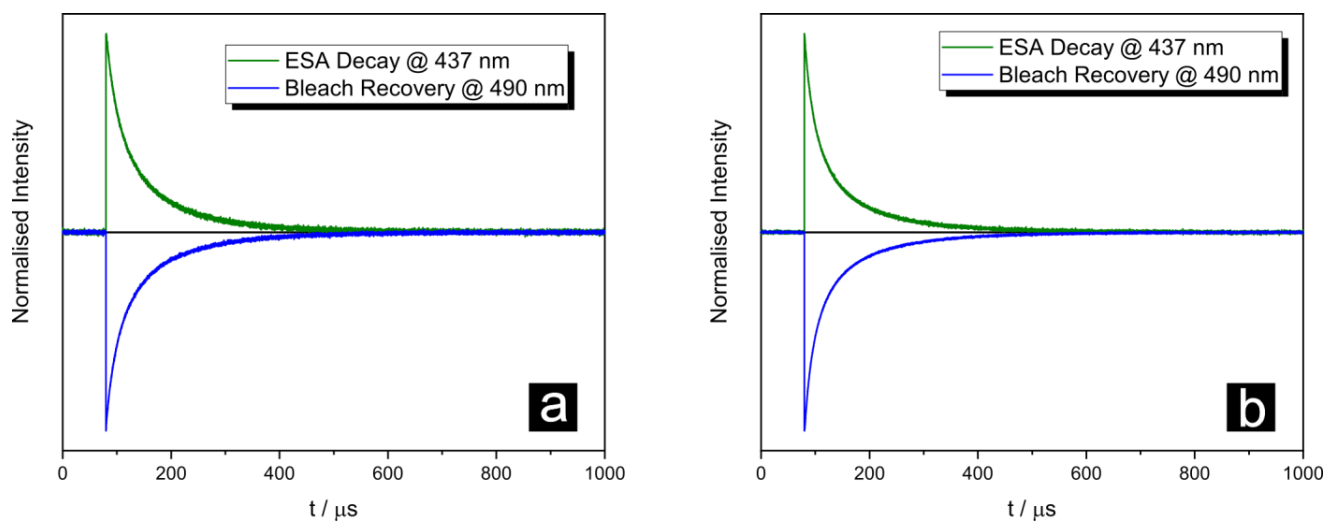 ESA Decay @ 437 nm
Bleach Recovery @ 490 nm
Normalised Intensity
a
0 200 400 600 800 1000
t / μs
ESA Decay @ 437 nm
Bleach Recovery @ 490 nm
Normalised Intensity
b
0 200 400 600 800 1000
t / μs